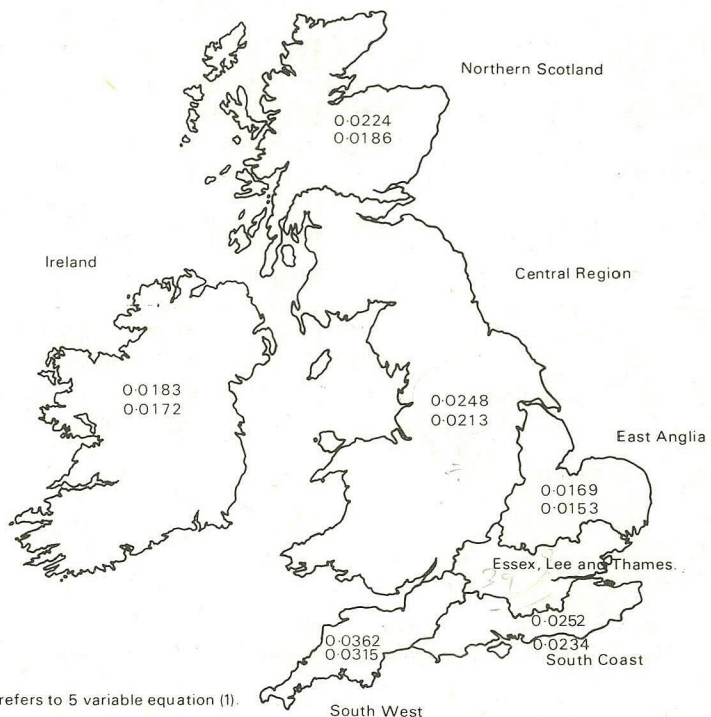 Northern Scotland
0·0224
0·0186
Ireland
Central Region
0·0183
0·0172
0·0248
0·0213
East Anglia
0·0169
0·0153
Essex, Lee and Thames.
0·0252
0·0234
South Coast
0·0362
0·0315
refers to 5 variable equation (1).
South West